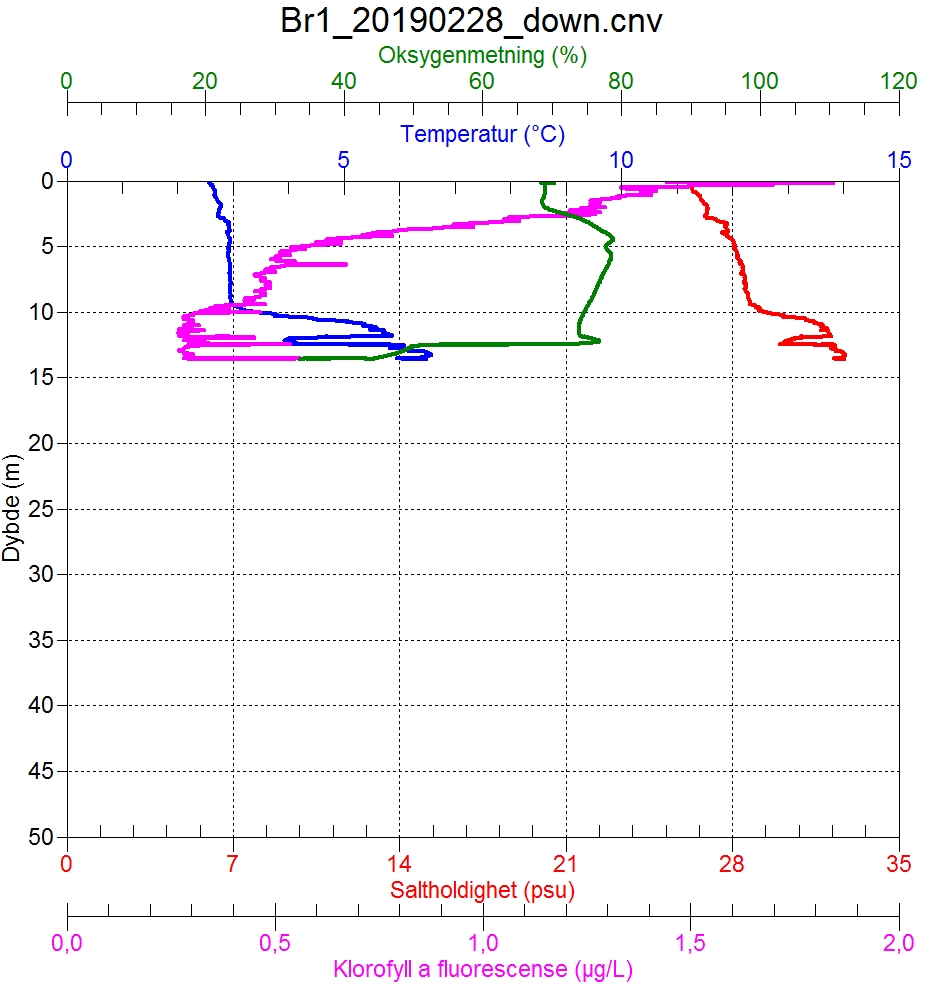 Br1_20190228_down.cnv
Oksygenmetning (%)
0 20 40 60 80 100 120
Temperatur (°C)
0 5 10 15
0
5
10
15
20
25
30
35
40
45
50
Dybde (m)
0 7 14 21 28 35
Saltholdighet (psu)
0,0 0,5 1,0 1,5 2,0
Klorofyll a fluorescense (µg/L)